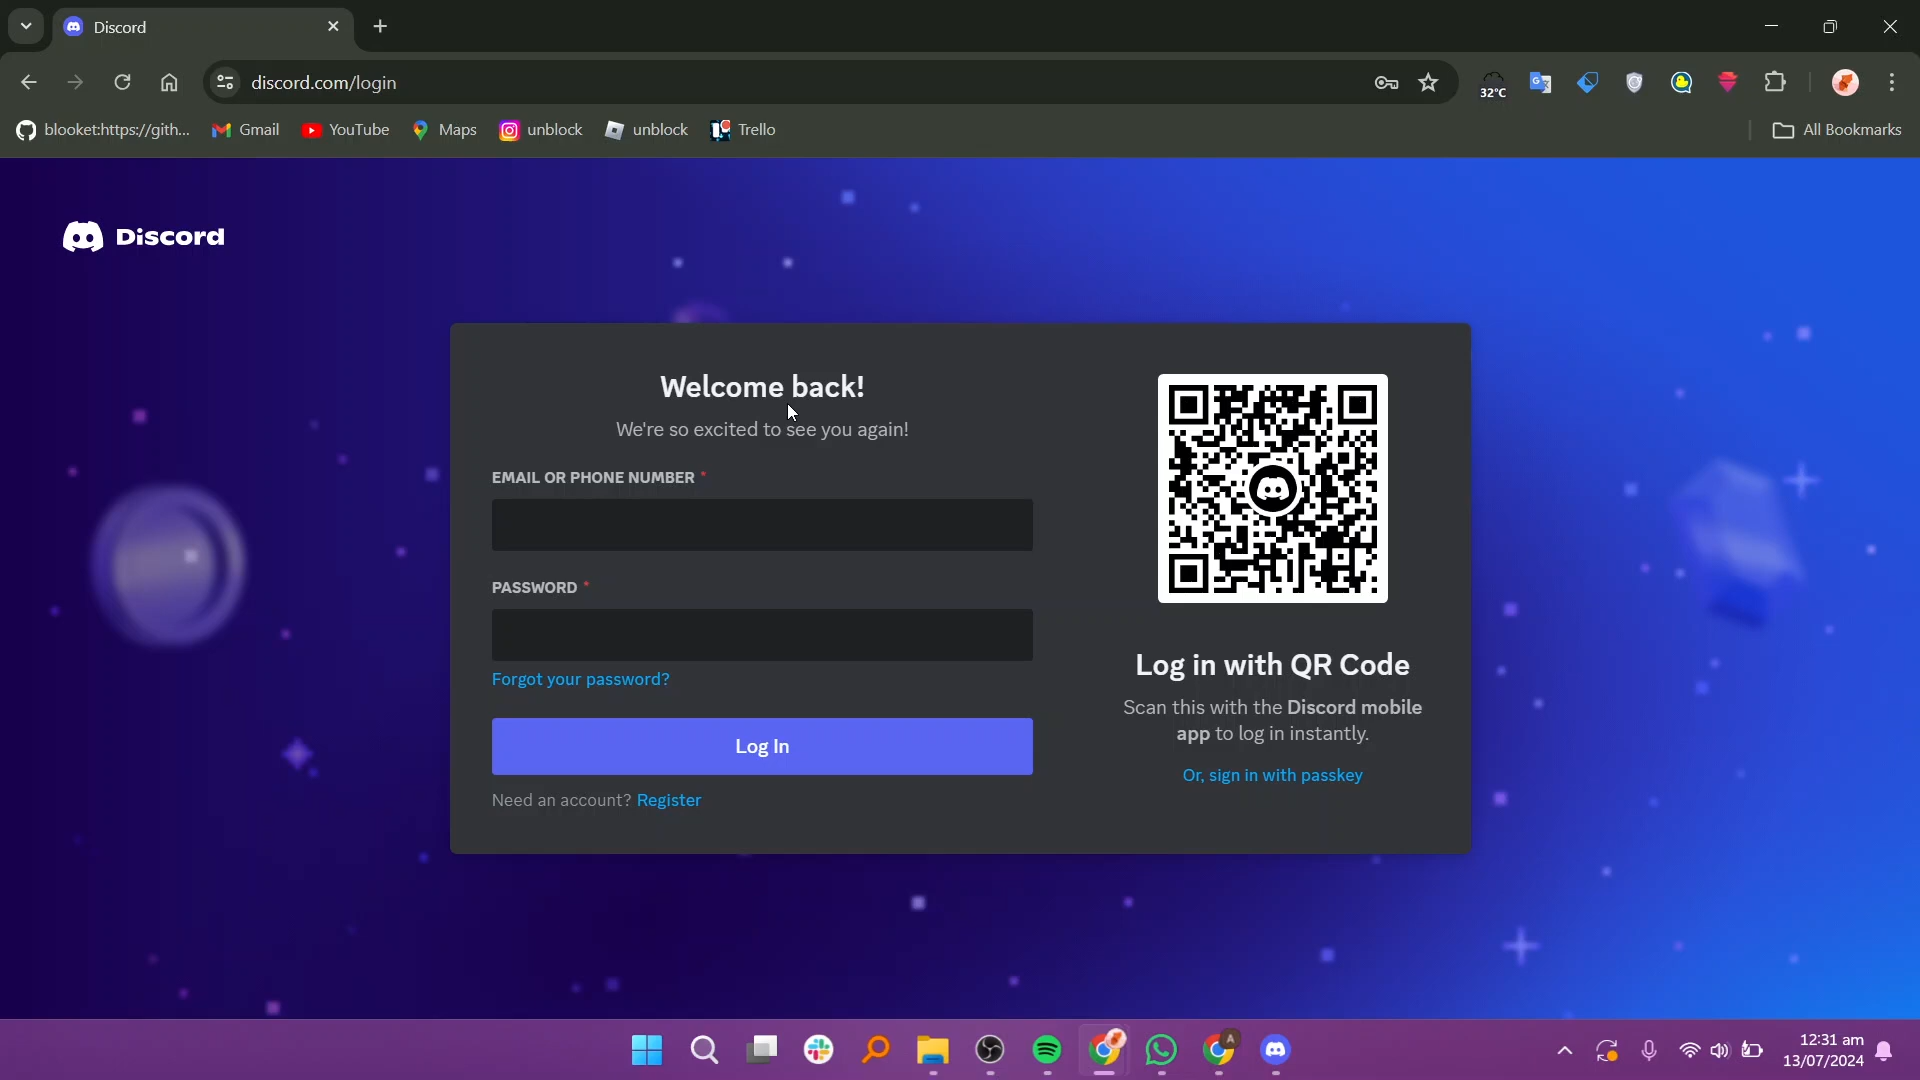 Discord
discord.com/login
32°C
blooket:https://gith...
Gmail
YouTube
Maps
unblock
unblock
Trello
All Bookmarks
Discord
Welcome back!
We're so excited to see you again!
EMAIL OR PHONE NUMBER *
PASSWORD *
Forgot your password?
Log In
Need an account? Register
Log in with QR Code
Scan this with the Discord mobile
app to log in instantly.
Or, sign in with passkey
A
12:31 am
13/07/2024